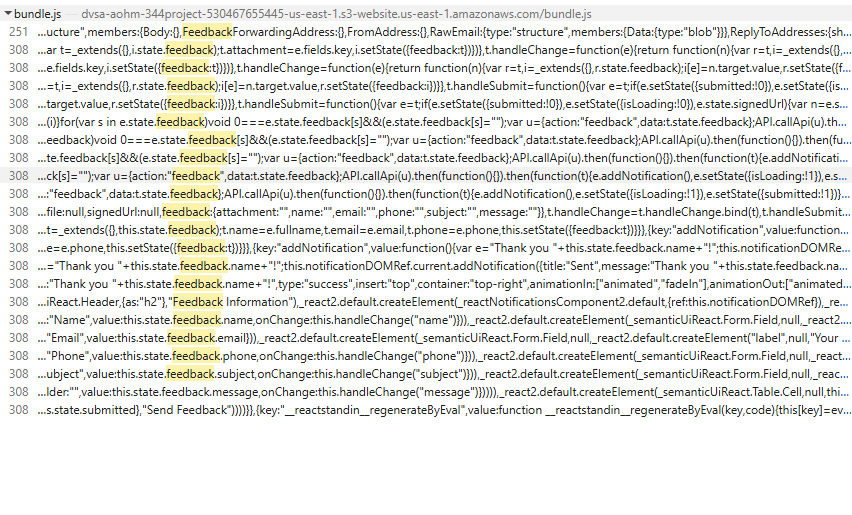 bundle.js — dvsa-aohm-344project-530467655445-us-east-1.s3-website.us-east-1.amazonaws.com/bundle.js
251 ...ucture",members:{Body:{},FeedbackForwardingAddress:{},FromAddress:{},RawEmail:{type:"structure",members:{Data:{type:"blob"}}},ReplyToAddresses:{sh...
308 ...ar t=_extends({},i.state.feedback);t.attachment=e.fields.key,i.setState({feedback:t})})},t.handleChange=function(e){return function(n){var r=t,i=_extends({},...
308 ...e.fields.key,i.setState({feedback:t})})},t.handleChange=function(e){return function(n){var r=t,i=_extends({},r.state.feedback);i[e]=n.target.value,r.setState({f...
308 ...=t,i=_extends({},r.state.feedback);i[e]=n.target.value,r.setState({feedback:i})}},t.handleSubmit=function(){var e=t;if(e.setState({submitted:!0}),e.setState({is...
308 ...target.value,r.setState({feedback:i})}},t.handleSubmit=function(){var e=t;if(e.setState({submitted:!0}),e.setState({isLoading:!0}),e.state.signedUrl){var n=e.s...
308 ...(i)}for(var s in e.state.feedback)void 0===e.state.feedback[s]&&(e.state.feedback[s]="");var u={action:"feedback",data:t.state.feedback};API.callApi(u).th...
308 ...eedback)void 0===e.state.feedback[s]&&(e.state.feedback[s]="");var u={action:"feedback",data:t.state.feedback};API.callApi(u).then(function(){}).then(fu...
308 ...te.feedback[s]&&(e.state.feedback[s]="");var u={action:"feedback",data:t.state.feedback};API.callApi(u).then(function(){}).then(function(t){e.addNotificati...
308 ...ck[s]="");var u={action:"feedback",data:t.state.feedback};API.callApi(u).then(function(){}).then(function(t){e.addNotification(),e.setState({isLoading:!1}),e.s...
308 ...:"feedback",data:t.state.feedback};API.callApi(u).then(function(){}).then(function(t){e.addNotification(),e.setState({isLoading:!1}),e.setState({submitted:!1})}...
308 ...file:null,signedUrl:null,feedback:{attachment:"",name:"",email:"",phone:"",subject:"",message:""}},t.handleChange=t.handleChange.bind(t),t.handleSubmit...
308 ...t=_extends({},this.state.feedback);t.name=e.fullname,t.email=e.email,t.phone=e.phone,this.setState({feedback:t})}}},{key:"addNotification",value:function...
308 ...e=e.phone,this.setState({feedback:t})}}},{key:"addNotification",value:function(){var e="Thank you "+this.state.feedback.name+"!";this.notificationDOMRe...
308 ...="Thank you "+this.state.feedback.name+"!";this.notificationDOMRef.current.addNotification({title:"Sent",message:"Thank you "+this.state.feedback.na...
308 ...:"Thank you "+this.state.feedback.name+"!",type:"success",insert:"top",container:"top-right",animationIn:["animated","fadeIn"],animationOut:["animated...
308 ...iReact.Header,{as:"h2"},"Feedback Information"),_react2.default.createElement(_reactNotificationsComponent2.default,{ref:this.notificationDOMRef}),_re...
308 ...:"Name",value:this.state.feedback.name,onChange:this.handleChange("name")})),_react2.default.createElement(_semanticUiReact.Form.Field,null,_react2....
308 ..."Email",value:this.state.feedback.email})),_react2.default.createElement(_semanticUiReact.Form.Field,null,_react2.default.createElement("label",null,"Your ...
308 ..."Phone",value:this.state.feedback.phone,onChange:this.handleChange("phone")})),_react2.default.createElement(_semanticUiReact.Form.Field,null,_react...
308 ...ubject",value:this.state.feedback.subject,onChange:this.handleChange("subject")})),_react2.default.createElement(_semanticUiReact.Form.Field,null,_reac...
308 ...lder:"",value:this.state.feedback.message,onChange:this.handleChange("message")})))),_react2.default.createElement(_semanticUiReact.Table.Cell,null,thi...
308 ...s.state.submitted},"Send Feedback"))))}},{key:"__reactstandin__regenerateByEval",value:function __reactstandin__regenerateByEval(key,code){this[key]=ev...